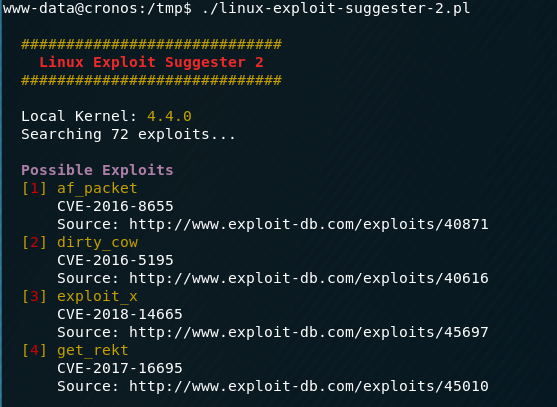 www-data@cronos:/tmp$ ./linux-exploit-suggester-2.pl
#############################
Linux Exploit Suggester 2
#############################
Local Kernel: 4.4.0
Searching 72 exploits...
Possible Exploits
[1] af_packet
CVE-2016-8655
Source: http://www.exploit-db.com/exploits/40871
[2] dirty_cow
CVE-2016-5195
Source: http://www.exploit-db.com/exploits/40616
[3] exploit_x
CVE-2018-14665
Source: http://www.exploit-db.com/exploits/45697
[4] get_rekt
CVE-2017-16695
Source: http://www.exploit-db.com/exploits/45010